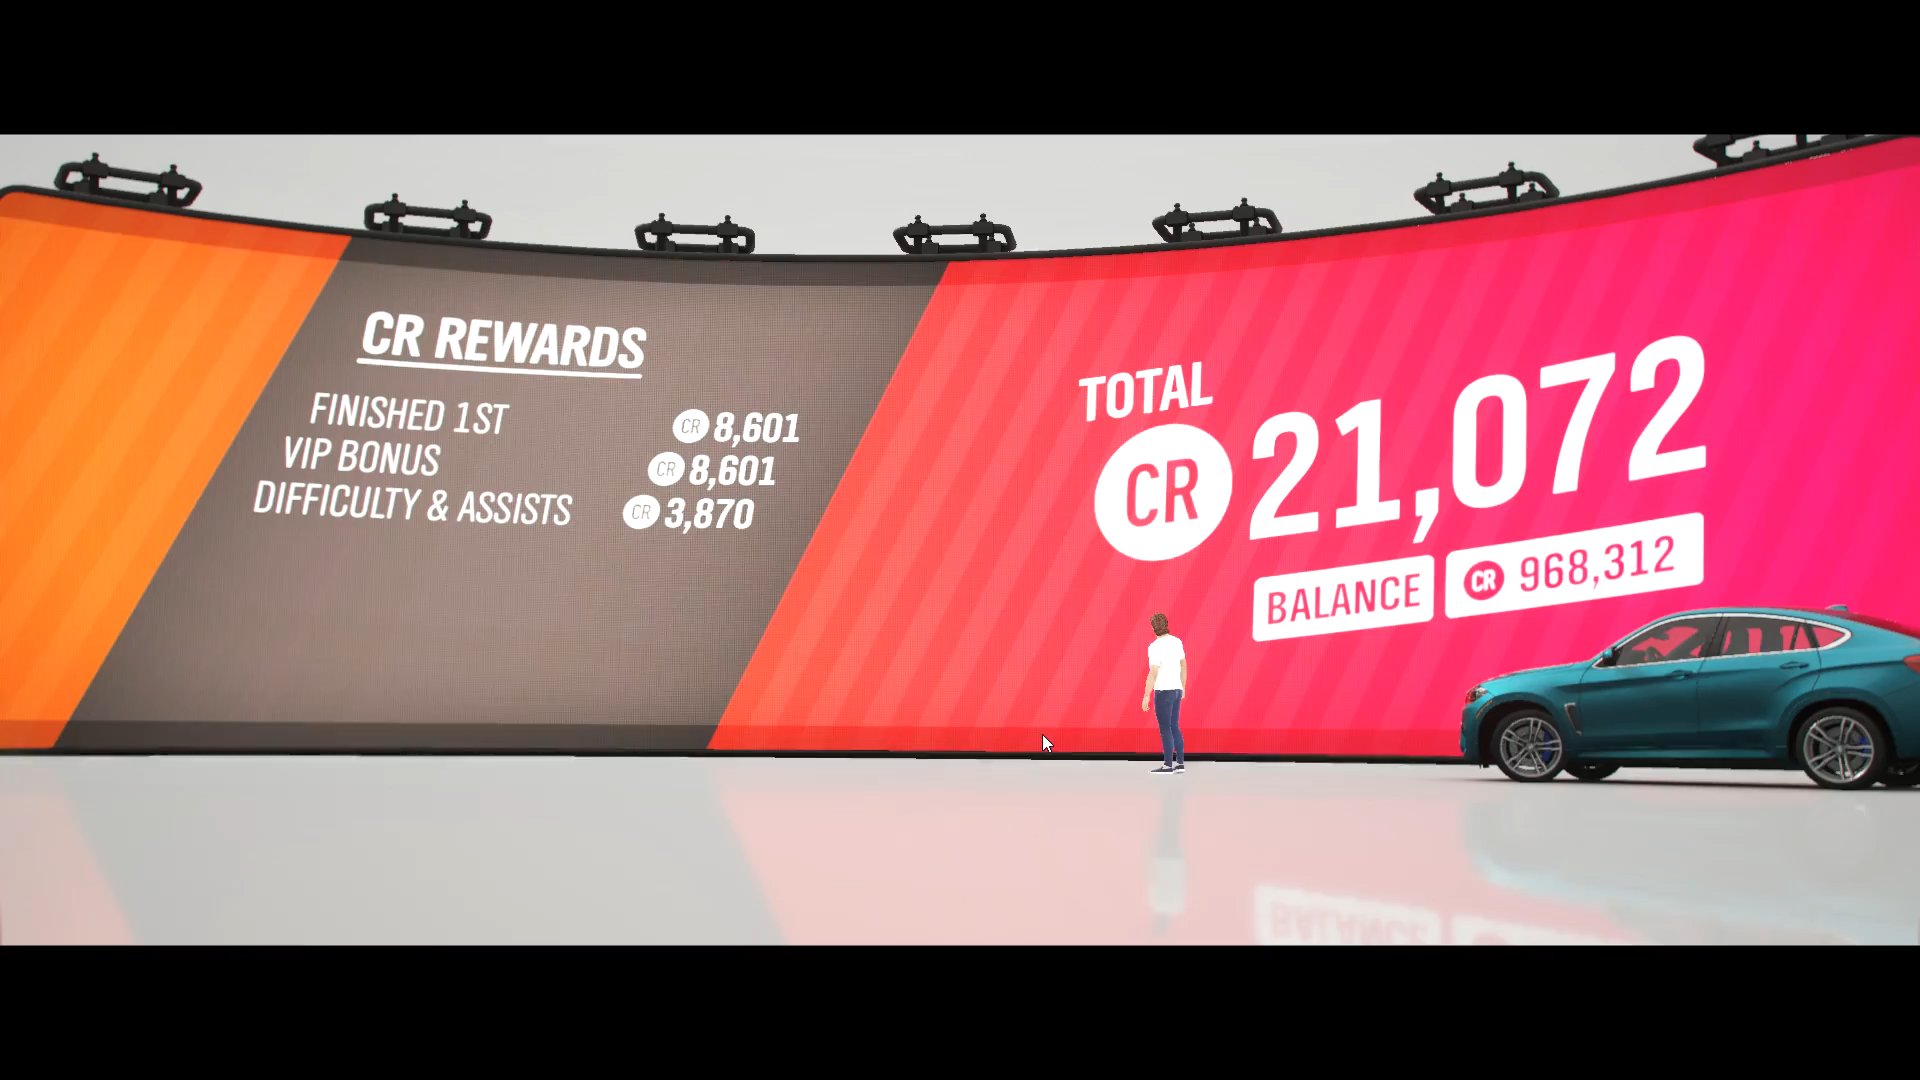 CR REWARDS
FINISHED 1ST CR 8,601
VIP BONUS CR 8,601
DIFFICULTY & ASSISTS CR 3,870
TOTAL
CR 21,072
BALANCE CR 968,312